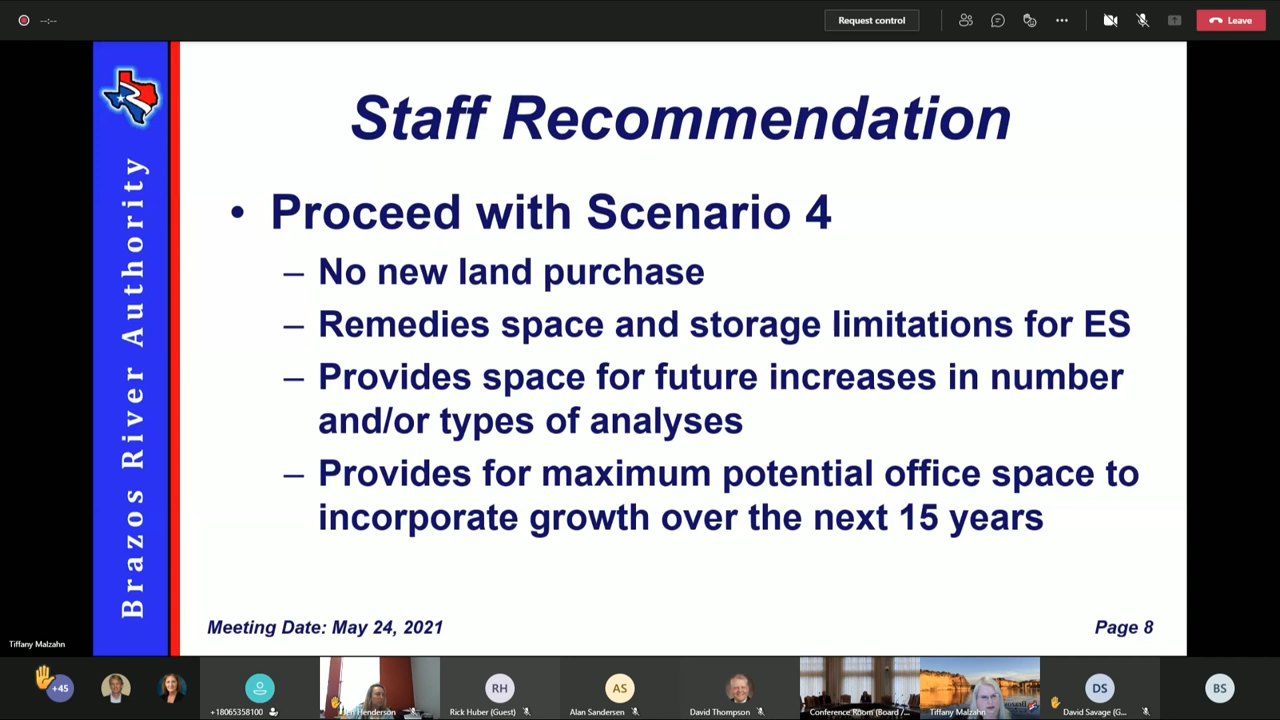 --:--
Request control
Leave
Brazos River Authority
Staff Recommendation
• Proceed with Scenario 4
– No new land purchase
– Remedies space and storage limitations for ES
– Provides space for future increases in number
and/or types of analyses
– Provides for maximum potential office space to
incorporate growth over the next 15 years
Meeting Date: May 24, 2021
Page 8
Tiffany Malzahn
+45
+18065358100
Henderson
RH
Rick Huber (Guest)
AS
Alan Sandersen
David Thompson
Conference Room (Board /...
Tiffany Malzahn
DS
David Savage (G...
BS